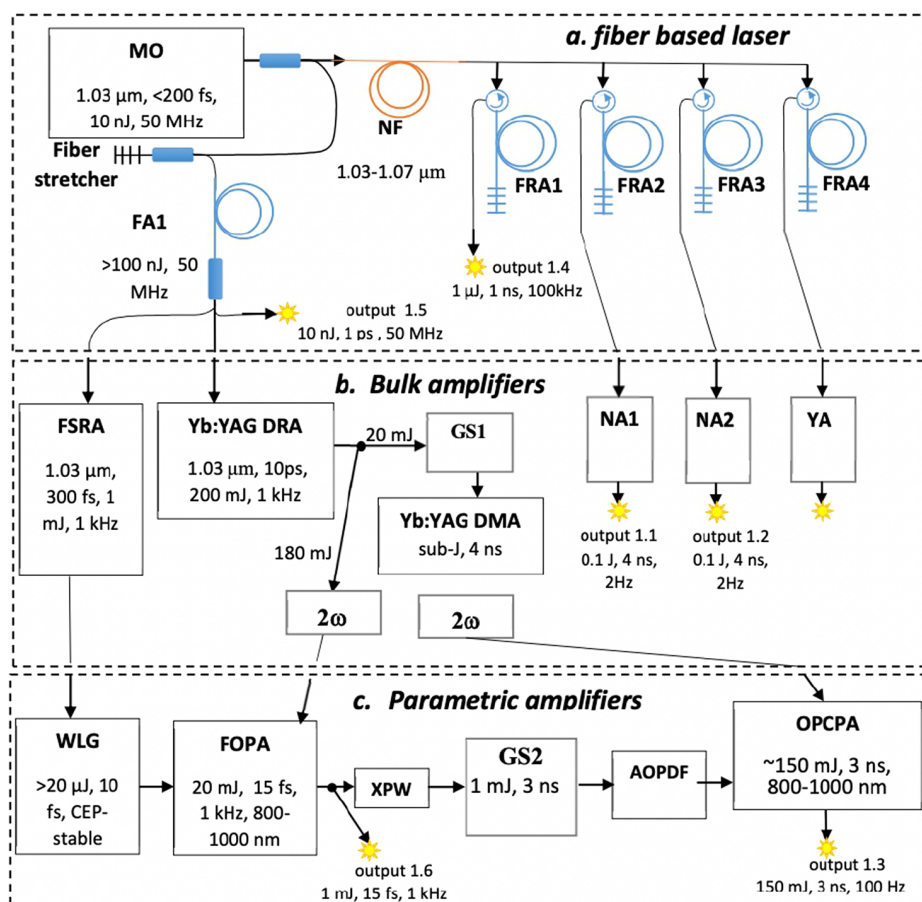 a. fiber based laser
MO
1.03 μm, <200 fs,
10 nJ, 50 MHz
NF
1.03-1.07 μm
Fiber
stretcher
FA1
>100 nJ, 50
MHz
FRA1
FRA2
FRA3
FRA4
output 1.4
1 μJ, 1 ns, 100kHz
output 1.5
10 nJ, 1 ps , 50 MHz
b. Bulk amplifiers
FSRA
1.03 μm,
300 fs, 1
mJ, 1 kHz
Yb:YAG DRA
1.03 μm, 10ps,
200 mJ, 1 kHz
20 mJ
GS1
Yb:YAG DMA
sub-J, 4 ns
180 mJ
2ω
2ω
NA1
NA2
YA
output 1.1
0.1 J, 4 ns,
2Hz
output 1.2
0.1 J, 4 ns,
2Hz
c. Parametric amplifiers
WLG
>20 μJ, 10
fs, CEP-
stable
FOPA
20 mJ, 15 fs,
1 kHz, 800-
1000 nm
XPW
GS2
1 mJ, 3 ns
AOPDF
OPCPA
~150 mJ, 3 ns,
800-1000 nm
output 1.6
1 mJ, 15 fs, 1 kHz
output 1.3
150 mJ, 3 ns, 100 Hz